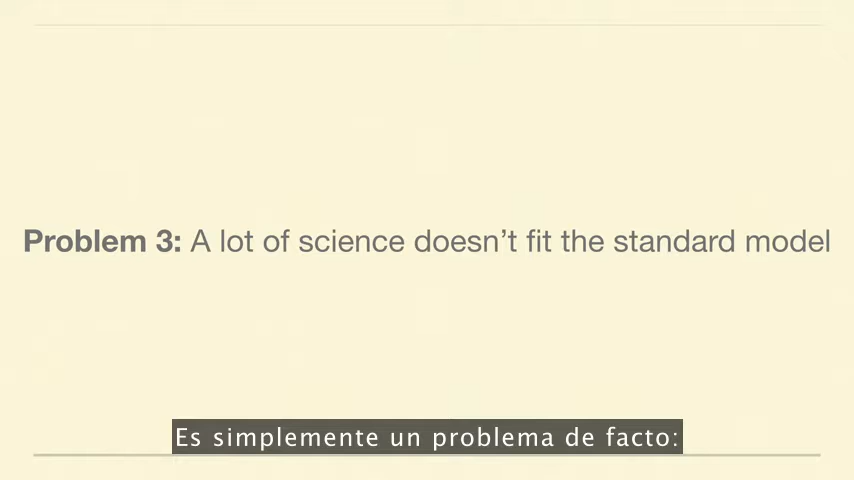 Problem 3: A lot of science doesn’t fit the standard model
Es simplemente un problema de facto: